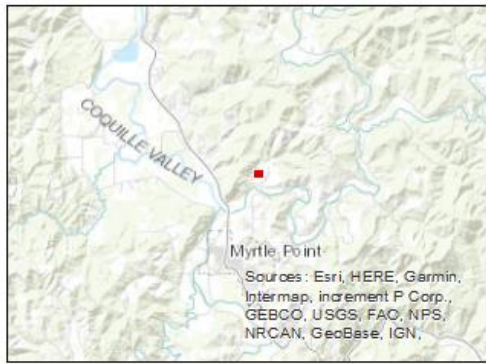 COQUILLE VALLEY
Myrtle Point
Sources: Esri, HERE, Garmin,
Intermap, increment P Corp.,
GEBCO, USGS, FAO, NPS,
NRCAN, GeoBase, IGN,